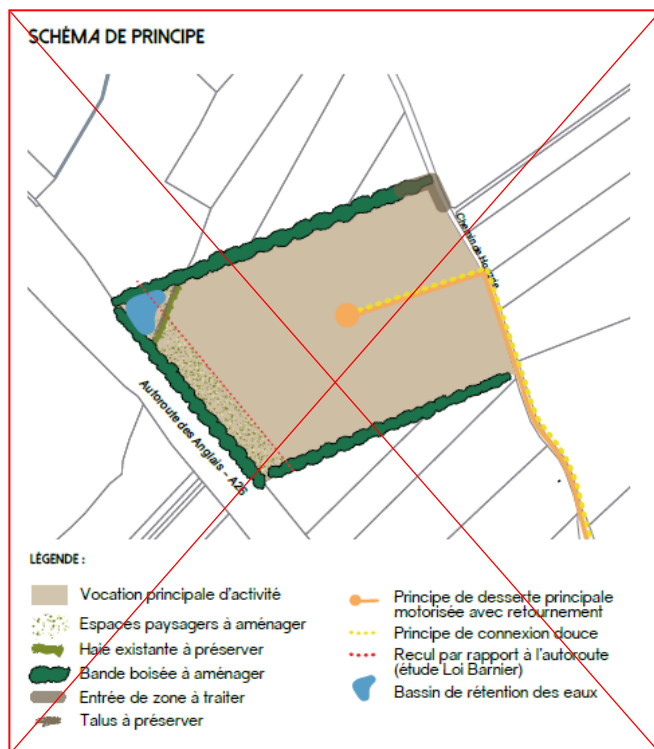 SCHÉMA DE PRINCIPE
Chemin de
Autoroute des Anglais - A26
LÉGENDE :
Vocation principale d'activité
Espaces paysagers à aménager
Haie existante à préserver
Bande boisée à aménager
Entrée de zone à traiter
Talus à préserver
Principe de desserte principale
motorisée avec retournement
Principe de connexion douce
Recul par rapport à l'autoroute
(étude Loi Barnier)
Bassin de rétention des eaux